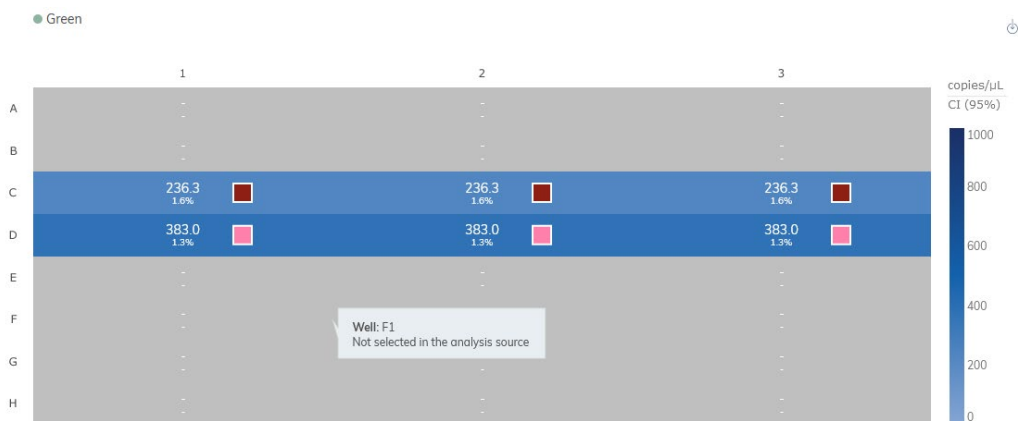 Green
copies/µL
CI (95%)
1 2 3
A - - -
- - -
B - - -
- - -
C 236.3 236.3 236.3
1.6% 1.6% 1.6%
D 383.0 383.0 383.0
1.3% 1.3% 1.3%
E - - -
- - -
F - - -
Well: F1
Not selected in the analysis source
G - - -
- - -
H - - -
- - -
1000
800
600
400
200
0